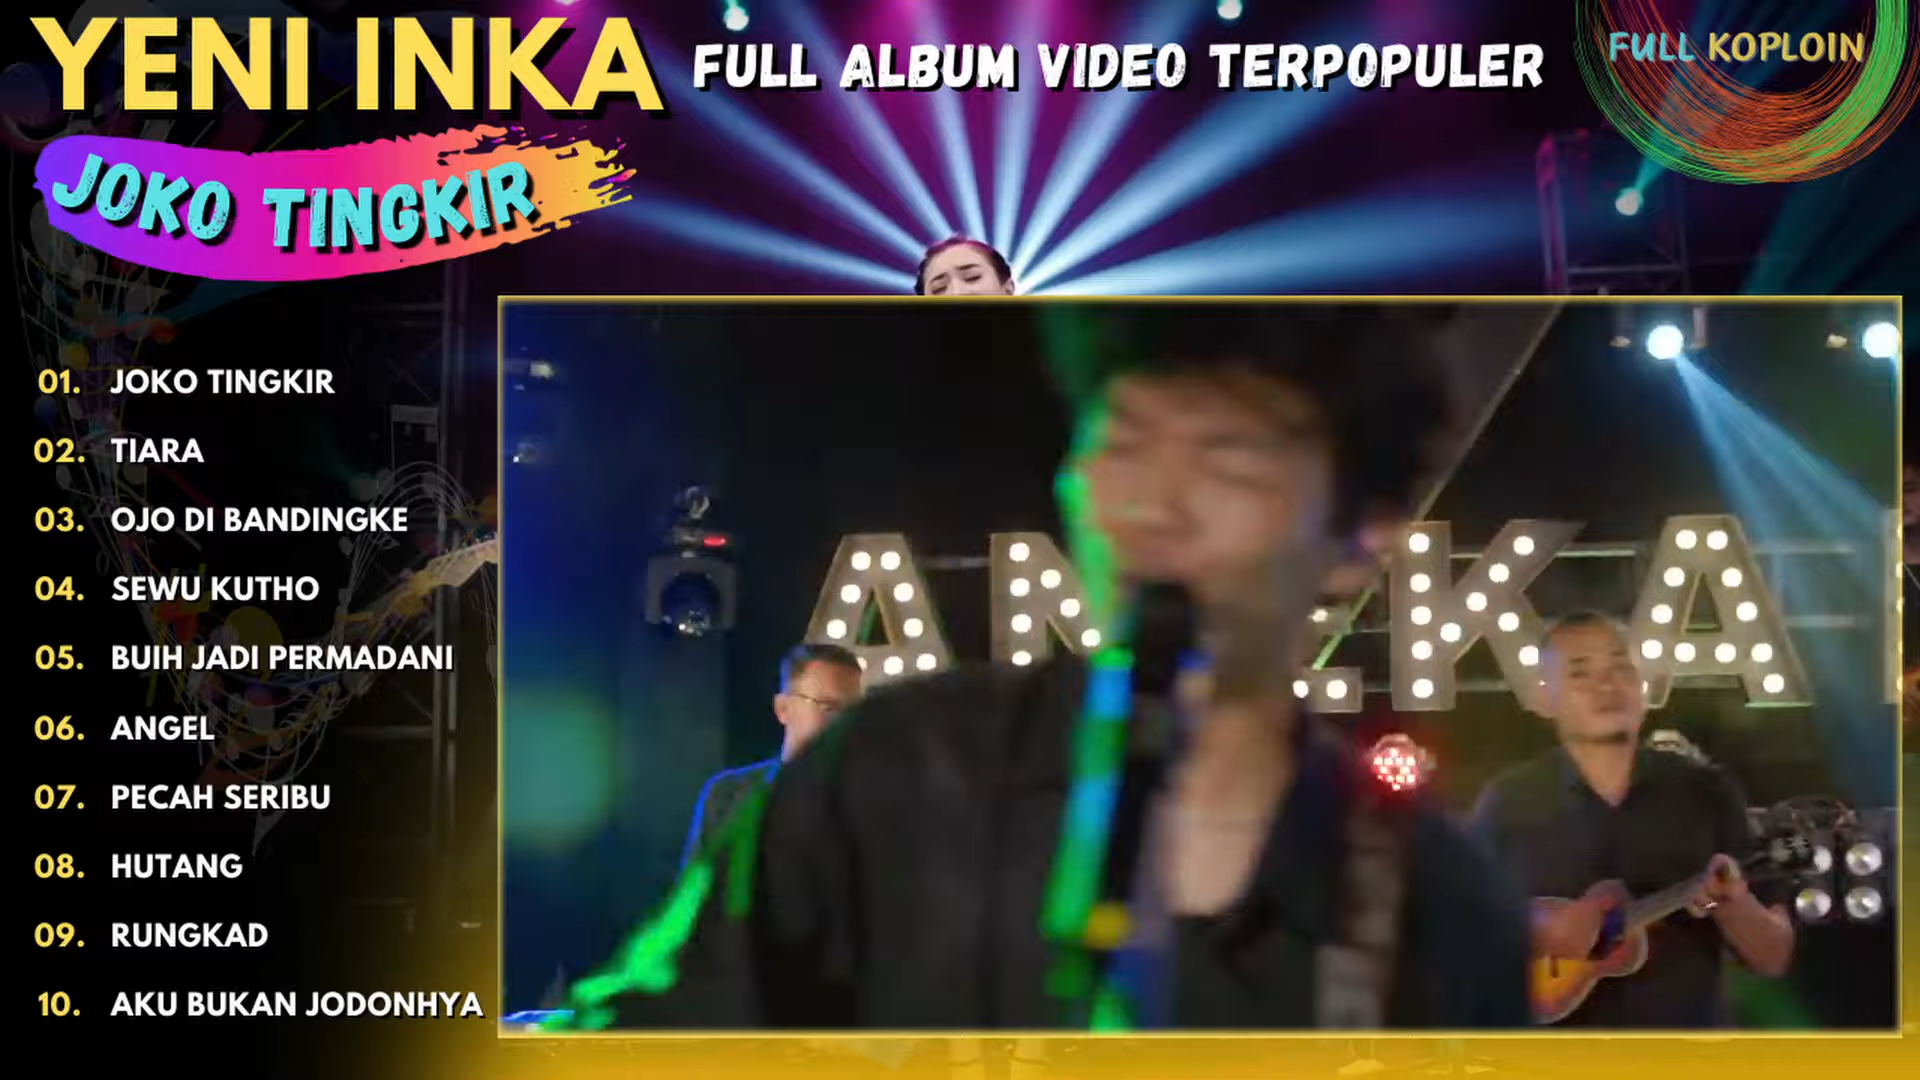 YENI INKA
FULL ALBUM VIDEO TERPOPULER
FULL KOPLOIN
JOKO TINGKIR
01. JOKO TINGKIR
02. TIARA
03. OJO DI BANDINGKE
04. SEWU KUTHO
05. BUIH JADI PERMADANI
06. ANGEL
07. PECAH SERIBU
08. HUTANG
09. RUNGKAD
10. AKU BUKAN JODONHYA